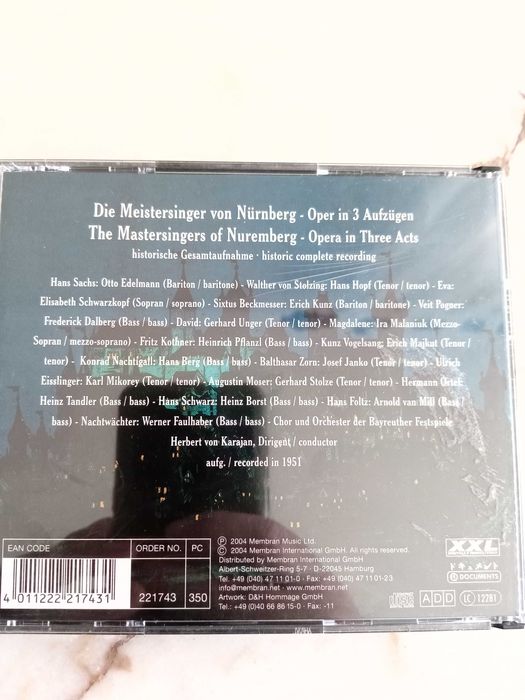 Die Meistersinger von Nürnberg - Oper in 3 Aufzügen
The Mastersingers of Nuremberg - Opera in Three Acts
historische Gesamtaufnahme · historic complete recording
Hans Sachs: Otto Edelmann (Bariton / baritone) - Walther von Stolzing: Hans Hopf (Tenor / tenor) - Eva:
Elisabeth Schwarzkopf (Sopran / soprano) - Sixtus Beckmesser: Erich Kunz (Bariton / baritone) - Veit Pogner:
Frederick Dalberg (Bass / bass) - David: Gerhard Unger (Tenor / tenor) - Magdalene: Ira Malaniuk (Mezzo-
Sopran / mezzo-soprano) - Fritz Kothner: Heinrich Pflanzl (Bass / bass) - Kunz Vogelsang: Erich Majkut (Tenor
/ tenor) - Konrad Nachtigall: Hans Berg (Bass / bass) - Balthasar Zorn: Josef Janko (Tenor / tenor) - Ulrich
Eisslinger: Karl Mikorey (Tenor / tenor) - Augustin Moser: Gerhard Stolze (Tenor / tenor) - Hermann Ortel:
Heinz Tandler (Bass / bass) - Hans Schwarz: Heinz Borst (Bass / bass) - Hans Foltz: Arnold van Mill (Bass /
bass) - Nachtwächter: Werner Faulhaber (Bass / bass) - Chor und Orchester der Bayreuther Festspiele
Herbert von Karajan, Dirigent / conductor
aufg. / recorded in 1951
EAN CODE ORDER NO. PC
4 011222 217431 221743 350
℗ 2004 Membran Music Ltd.
© 2004 Membran International GmbH. All rights reserved.
Distributed by Membran International GmbH
Albert-Schweitzer-Ring 5-7 · D-22045 Hamburg
Tel.: +49 (0)40 47 11 01-0 · Fax: +49 (0)40 47 11 01-23
info@membran.net · www.membran.net
Artwork: D&H Hommage GmbH
Tel.: +49 (0)40 66 86 15-0 / Fax: -11
XXL
ドキュメント
DOCUMENTS
ADD
LC 12281